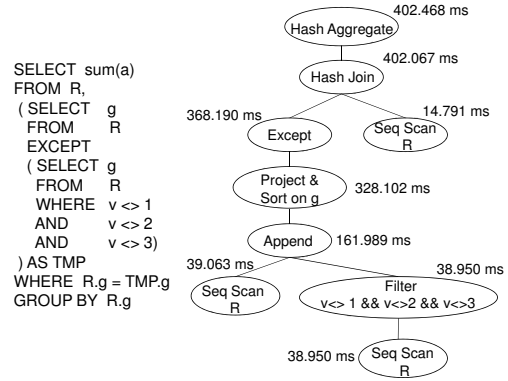 SELECT sum(a)
FROM R,
( SELECT g
FROM R
EXCEPT
( SELECT g
FROM R
WHERE v <> 1
AND v <> 2
AND v <> 3)
) AS TMP
WHERE R.g = TMP.g
GROUP BY R.g
402.468 ms
Hash Aggregate
402.067 ms
Hash Join
368.190 ms
14.791 ms
Except
Seq Scan
R
Project &
Sort on g
328.102 ms
Append
161.989 ms
39.063 ms
38.950 ms
Seq Scan
R
Filter
v<> 1 && v<>2 && v<>3
38.950 ms
Seq Scan
R